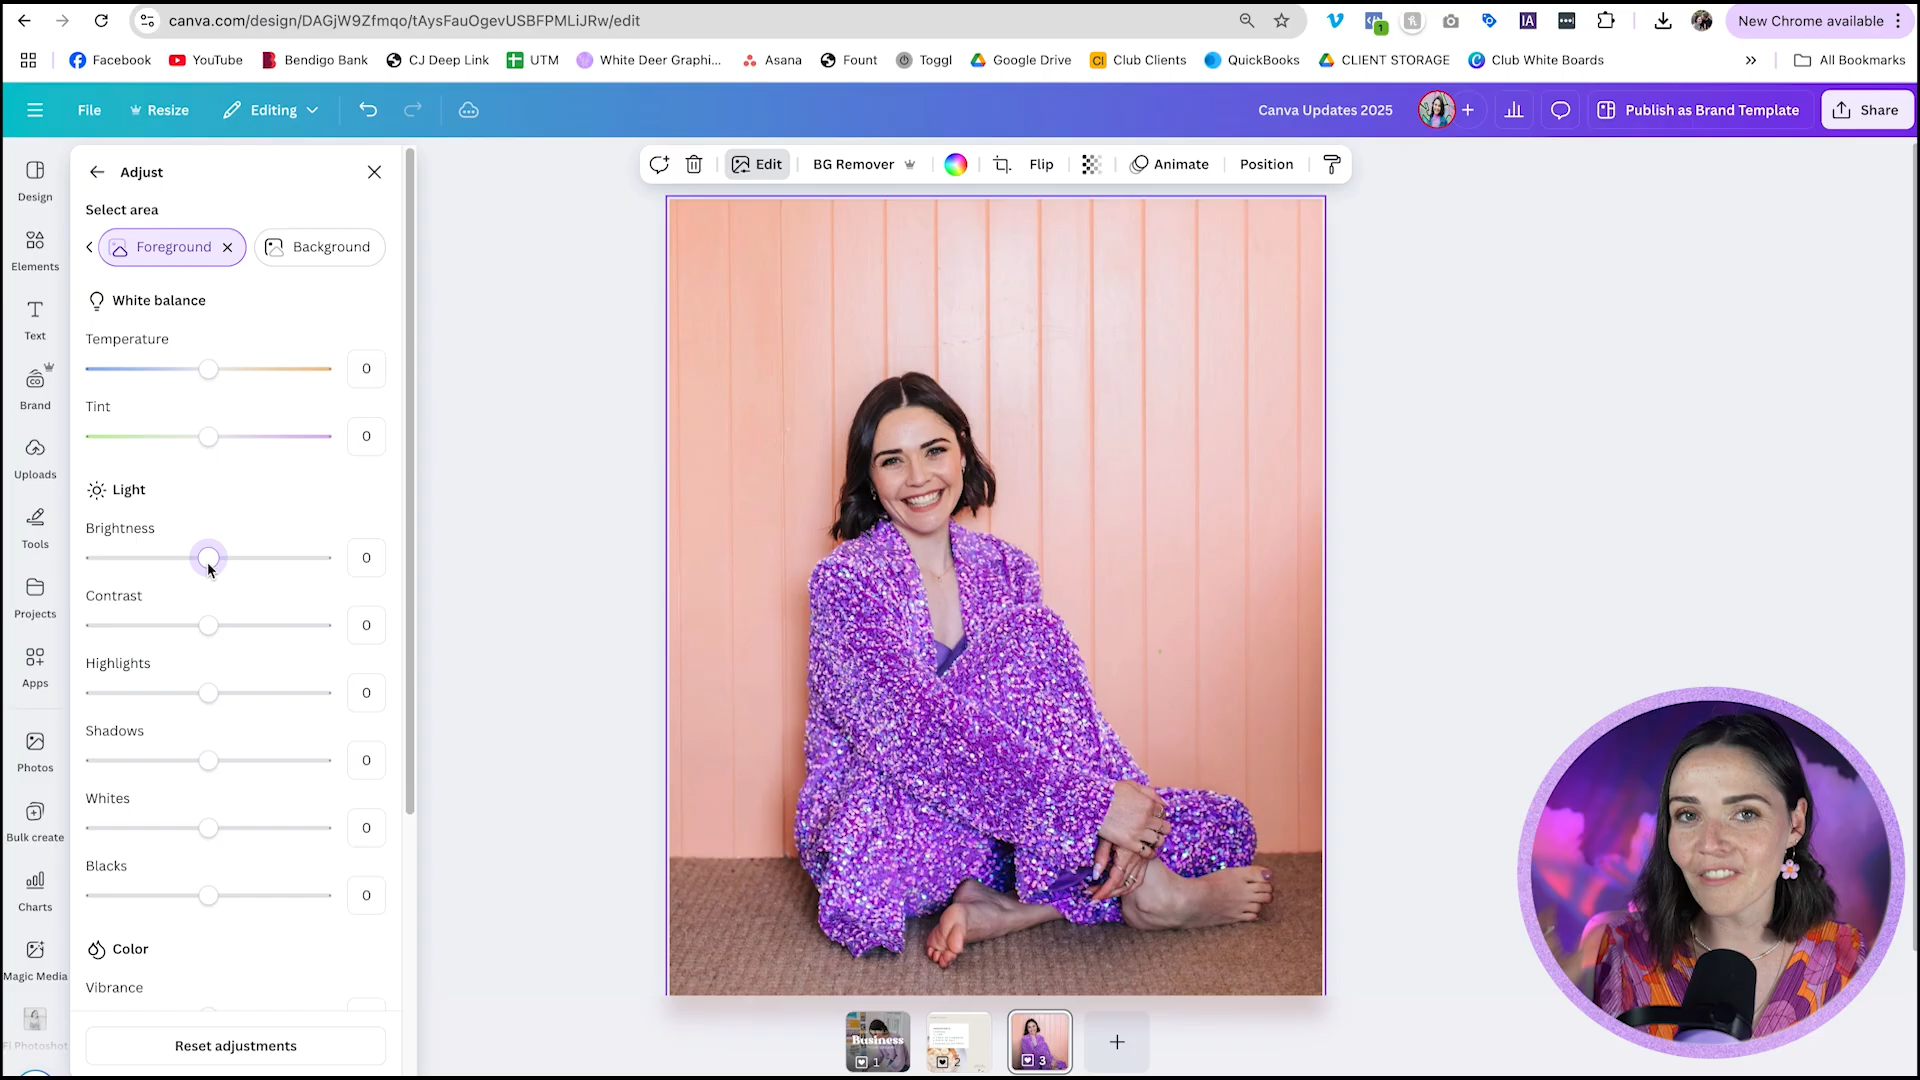 canva.com/design/DAGjW9Zfmqo/tAysFauOgevUSBFPMLiJRw/edit
1
IA
New Chrome available
Facebook
YouTube
Bendigo Bank
CJ Deep Link
UTM
White Deer Graphi...
Asana
Fount
Toggl
Google Drive
CI Club Clients
QuickBooks
CLIENT STORAGE
Club White Boards
All Bookmarks
File
Resize
Editing
Canva Updates 2025
Publish as Brand Template
Share
Design
Elements
Text
Brand
Uploads
Tools
Projects
Apps
Photos
Bulk create
Charts
Magic Media
Adjust
Select area
Foreground
Background
White balance
Temperature
0
Tint
0
Light
Brightness
0
Contrast
0
Highlights
0
Shadows
0
Whites
0
Blacks
0
Color
Vibrance
Reset adjustments
Edit
BG Remover
Flip
Animate
Position
Business
1
2
3